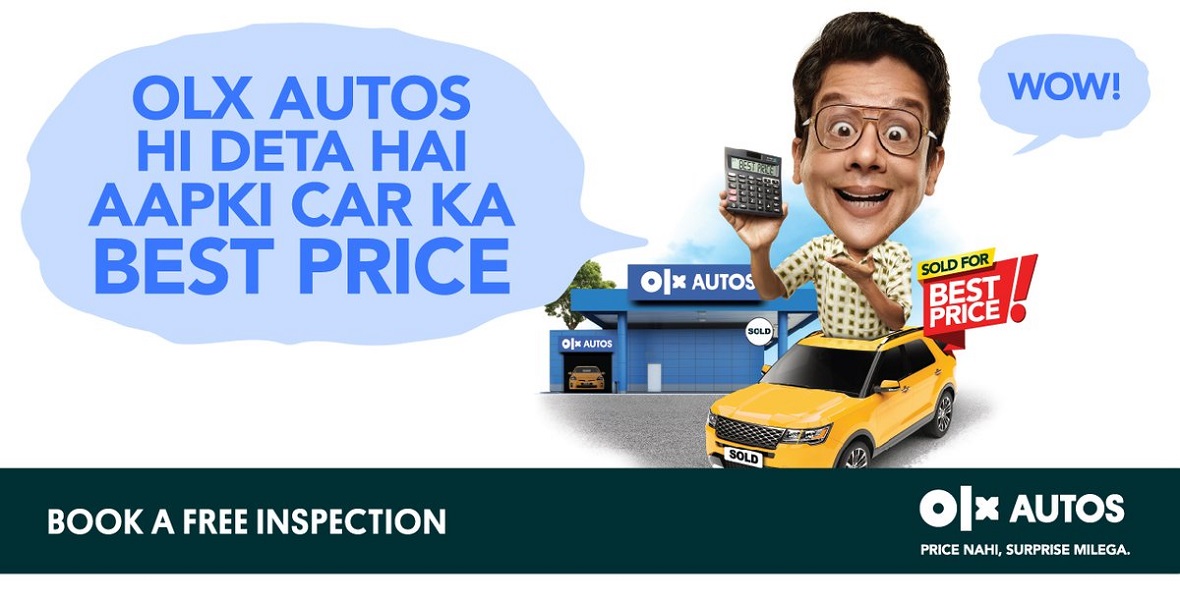 OLX AUTOS
HI DETA HAI
AAPKI CAR KA
BEST PRICE
WOW!
BEST PRICE
SOLD FOR
BEST
PRICE!
olx AUTOS
SOLD
olx AUTOS
SOLD
BOOK A FREE INSPECTION
olx AUTOS
PRICE NAHI, SURPRISE MILEGA.